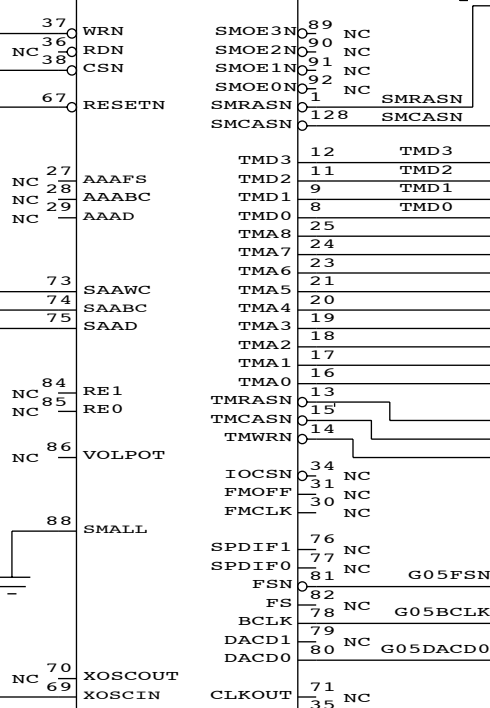 37 WRN SMOE3N 89 NC
NC 36 RDN SMOE2N 90 NC
38 CSN SMOE1N 91 NC
SMOE0N 92 NC
67 RESETN SMRASN 1 SMRASN
SMCASN 128 SMCASN
TMD3 12 TMD3
NC 27 AAAFS TMD2 11 TMD2
NC 28 AAABC TMD1 9 TMD1
NC 29 AAAD TMD0 8 TMD0
TMA8 25
TMA7 24
TMA6 23
73 SAAWC TMA5 21
74 SAABC TMA4 20
75 SAAD TMA3 19
TMA2 18
TMA1 17
TMA0 16
NC 84 RE1 TMRASN 13
NC 85 RE0 TMCASN 15
TMWRN 14
NC 86 VOLPOT
IOCSN 34 NC
FMOFF 31 NC
FMCLK 30 NC
88 SMALL
SPDIF1 76 NC
SPDIF0 77 NC
FSN 81 G05FSN
FS 82 NC
BCLK 78 G05BCLK
DACD1 79 NC
DACD0 80 G05DACD0
NC 70 XOSCOUT
69 XOSCIN CLKOUT 71 NC
35